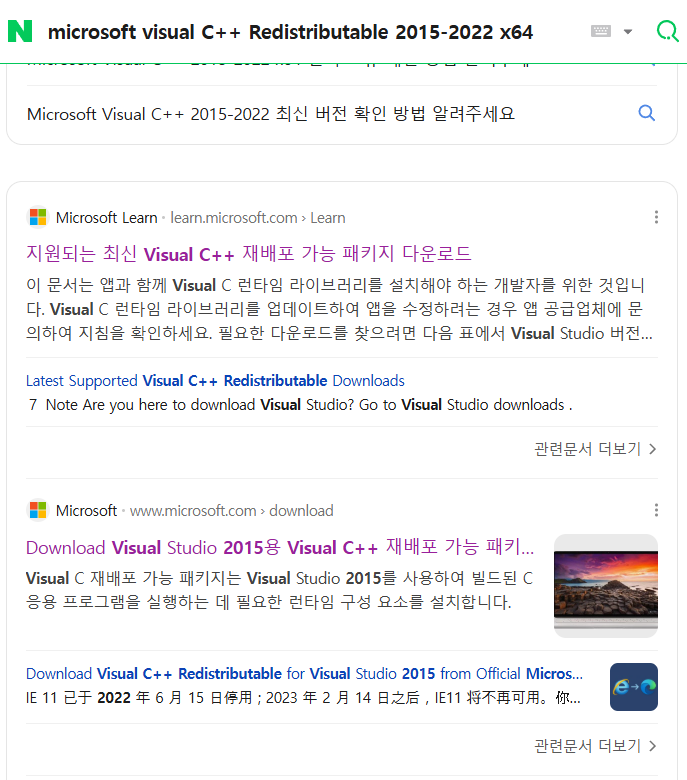 N microsoft visual C++ Redistributable 2015-2022 x64
Microsoft Visual C++ 2015-2022 최신 버전 확인 방법 알려주세요
Microsoft Learn · learn.microsoft.com › Learn
지원되는 최신 Visual C++ 재배포 가능 패키지 다운로드
이 문서는 앱과 함께 Visual C 런타임 라이브러리를 설치해야 하는 개발자를 위한 것입니
다. Visual C 런타임 라이브러리를 업데이트하여 앱을 수정하려는 경우 앱 공급업체에 문
의하여 지침을 확인하세요. 필요한 다운로드를 찾으려면 다음 표에서 Visual Studio 버전...
Latest Supported Visual C++ Redistributable Downloads
7 Note Are you here to download Visual Studio? Go to Visual Studio downloads .
관련문서 더보기 >
Microsoft · www.microsoft.com › download
Download Visual Studio 2015용 Visual C++ 재배포 가능 패키...
Visual C 재배포 가능 패키지는 Visual Studio 2015를 사용하여 빌드된 C
응용 프로그램을 실행하는 데 필요한 런타임 구성 요소를 설치합니다.
Download Visual C++ Redistributable for Visual Studio 2015 from Official Micros...
IE 11 已于 2022 年 6 月 15 日停用 ; 2023 年 2 月 14 日之后 , IE11 将不再可用。你...
관련문서 더보기 >